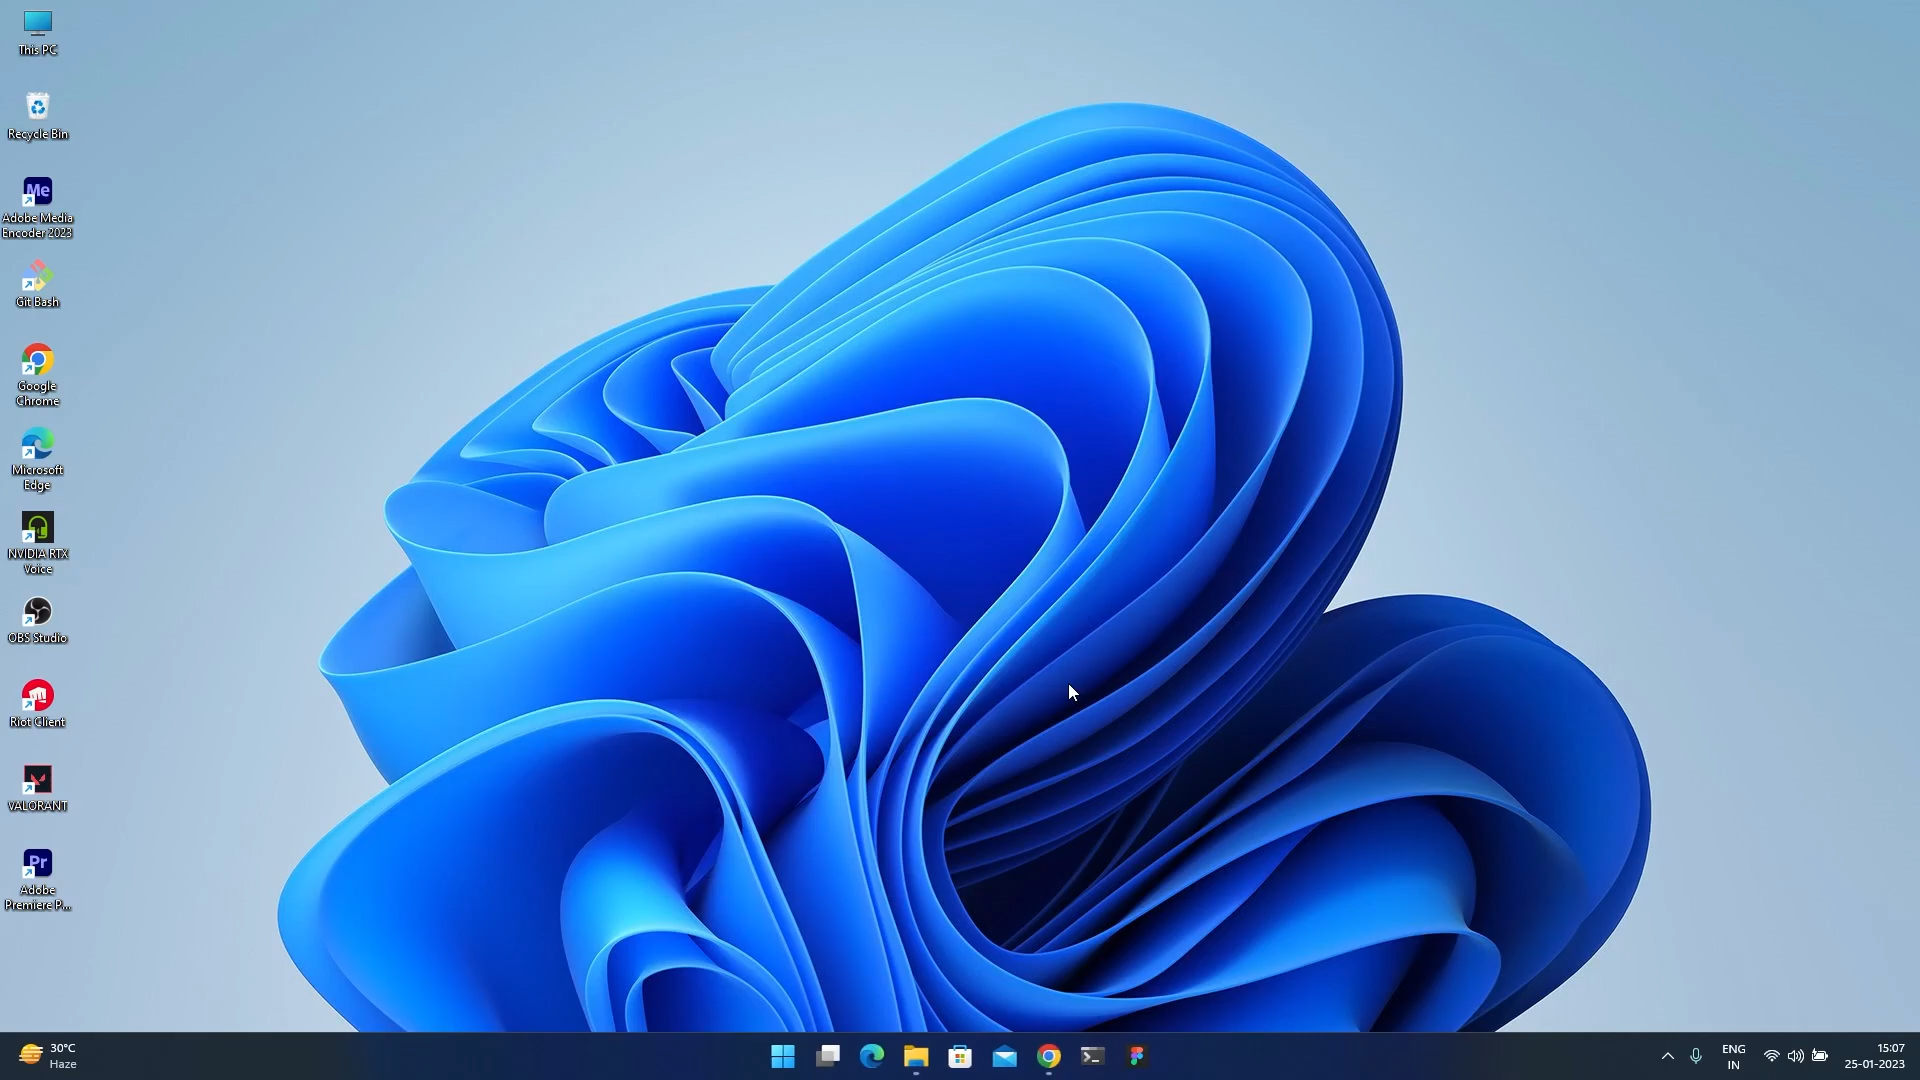 This PC
Recycle Bin
Me
Adobe Media
Encoder 2023
Git Bash
Google
Chrome
Microsoft
Edge
NVIDIA RTX
Voice
OBS Studio
Riot Client
VALORANT
Pr
Adobe
Premiere P...
30°C
Haze
ENG
IN
15:07
25-01-2023